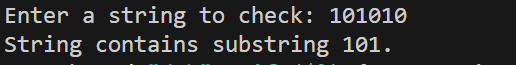 Enter a string to check: 101010
String contains substring 101.